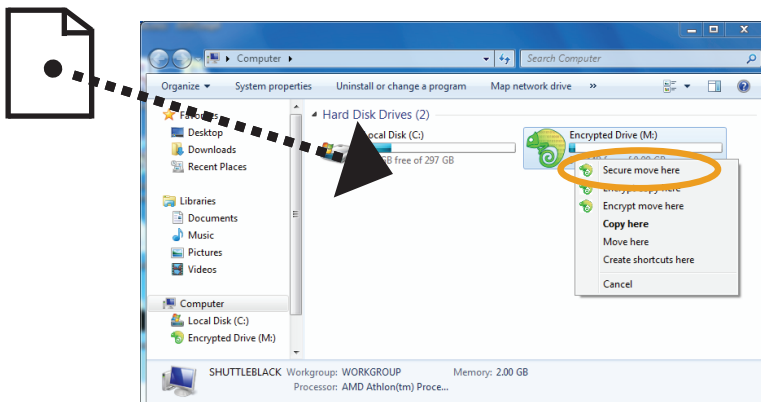 Computer
Search Computer
Organize
System properties
Uninstall or change a program
Map network drive
»
Favorites
Desktop
Downloads
Recent Places
Libraries
Documents
Music
Pictures
Videos
Computer
Local Disk (C:)
Encrypted Drive (M:)
Hard Disk Drives (2)
Local Disk (C:)
GB free of 297 GB
Encrypted Drive (M:)
Secure move here
Encrypt copy here
Encrypt move here
Copy here
Move here
Create shortcuts here
Cancel
SHUTTLEBLACK Workgroup: WORKGROUP Memory: 2.00 GB
Processor: AMD Athlon(tm) Proce...